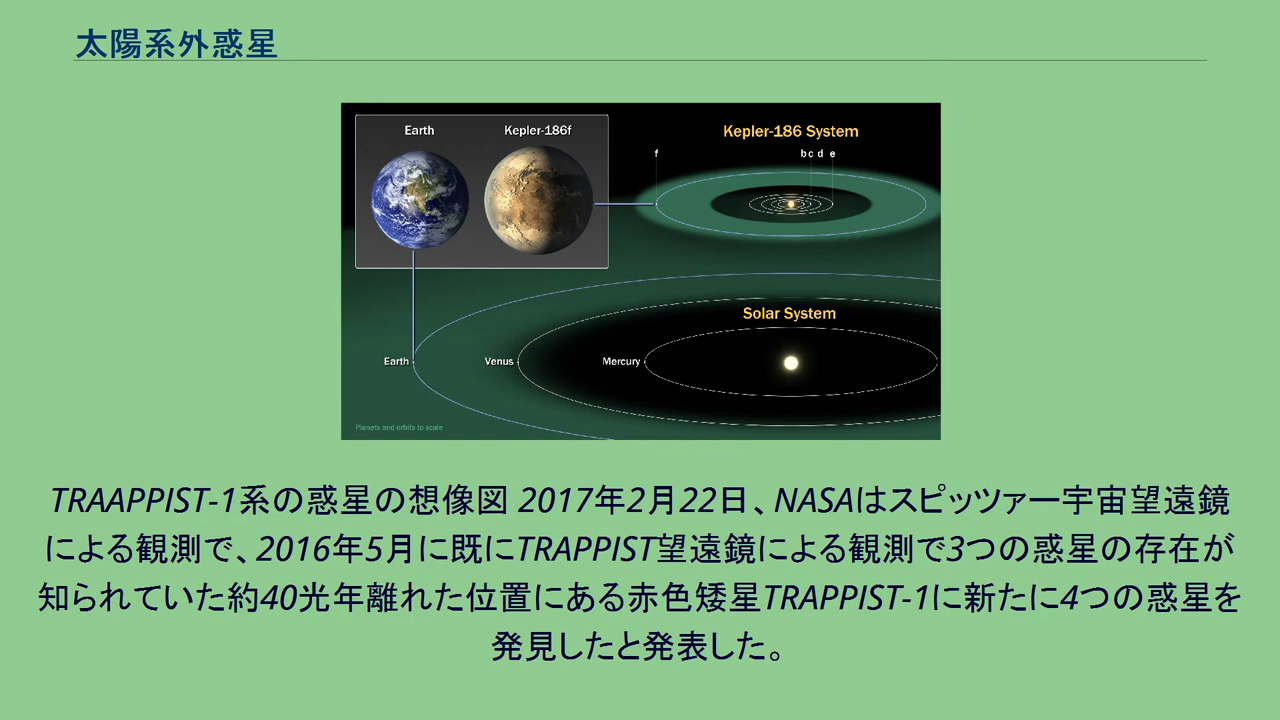 太陽系外惑星
Earth
Kepler-186f
Kepler-186 System
f
b c d e
Solar System
Earth
Venus
Mercury
Planets and orbits to scale
TRAAPPIST-1系の惑星の想像図 2017年2月22日、NASAはスピッツァー宇宙望遠鏡
による観測で、2016年5月に既にTRAPPIST望遠鏡による観測で3つの惑星の存在が
知られていた約40光年離れた位置にある赤色矮星TRAPPIST-1に新たに4つの惑星を
発見したと発表した。